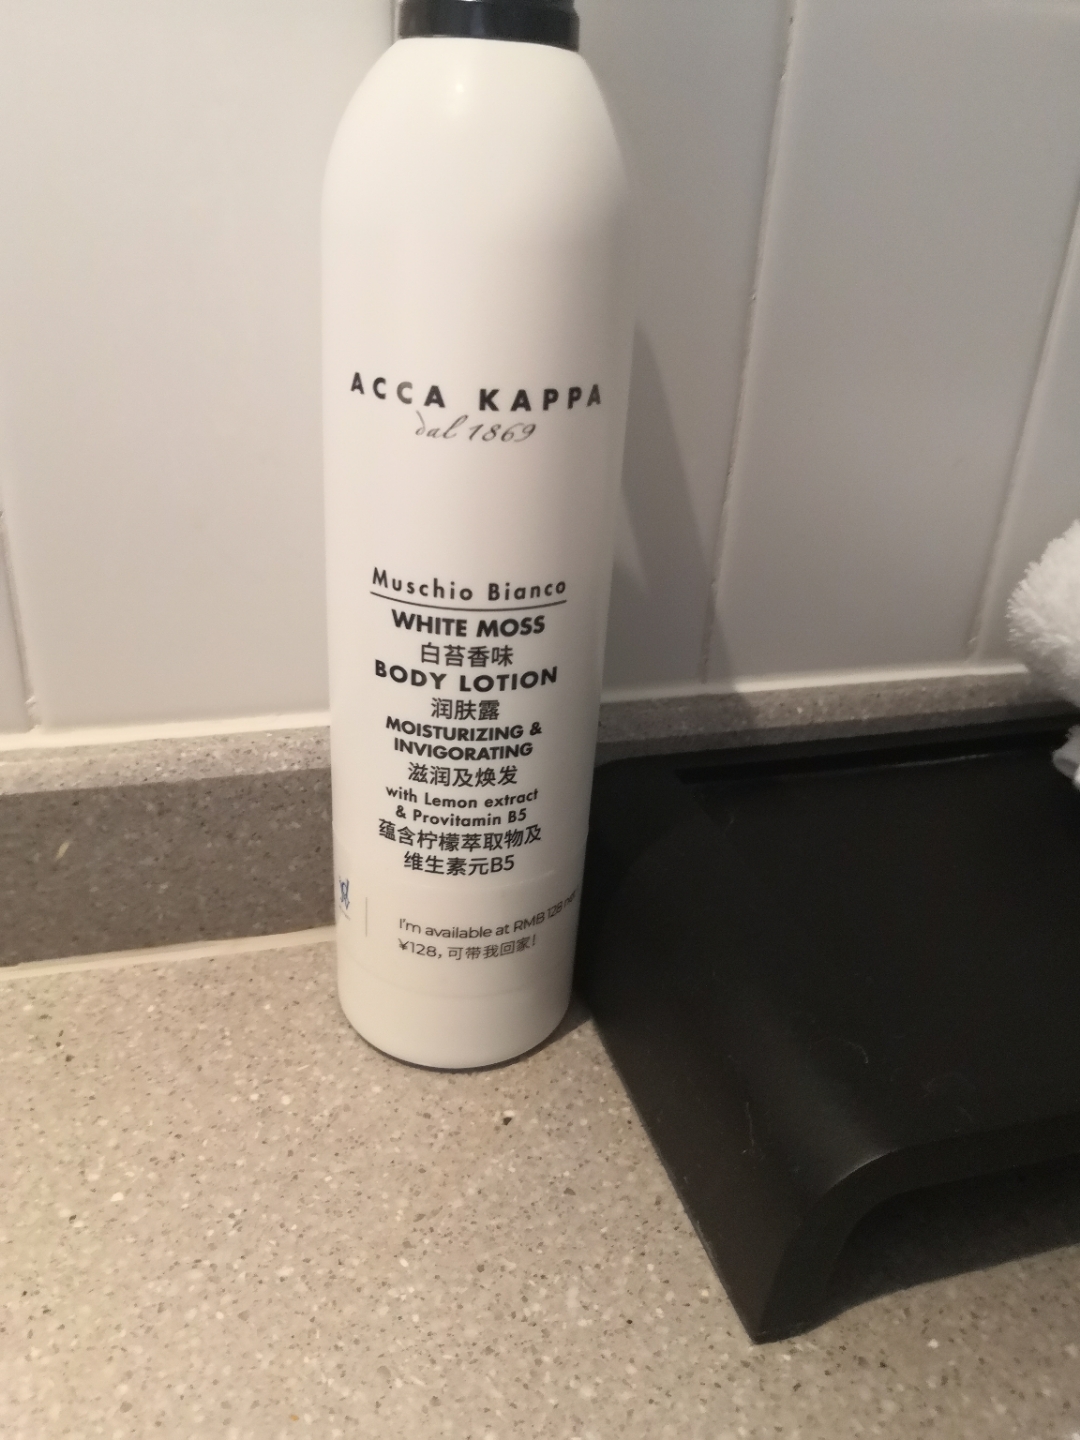 ACCA KAPPA
dal 1869
Muschio Bianco
WHITE MOSS
白苔香味
BODY LOTION
润肤露
MOISTURIZING &
INVIGORATING
滋润及焕发
with Lemon extract
& Provitamin B5
蕴含柠檬萃取物及
维生素元B5
I'm available at RMB 128 net
¥128，可带我回家！